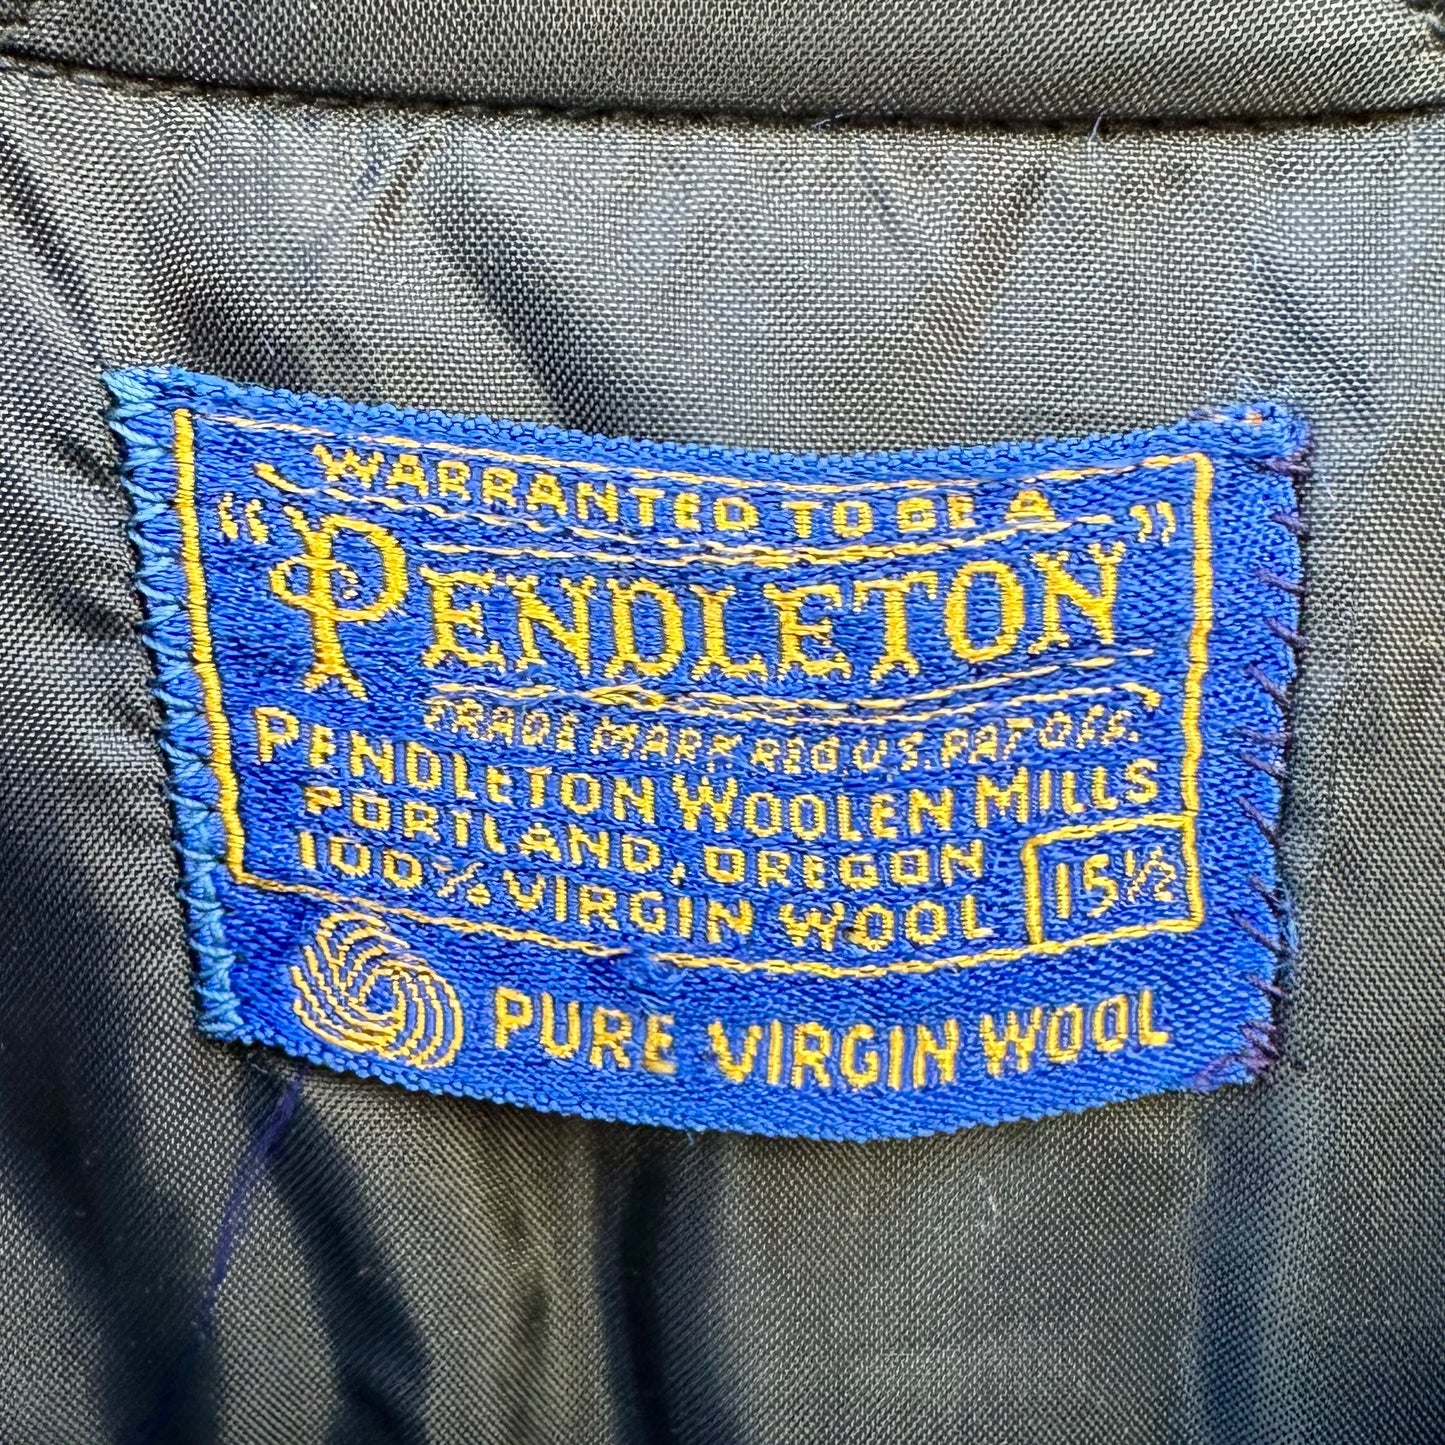 WARRANTED TO BE A
"PENDLETON"
TRADE MARK REG U.S. PAT OFF.
PENDLETON WOOLEN MILLS
PORTLAND, OREGON
100% VIRGIN WOOL
15½
PURE VIRGIN WOOL